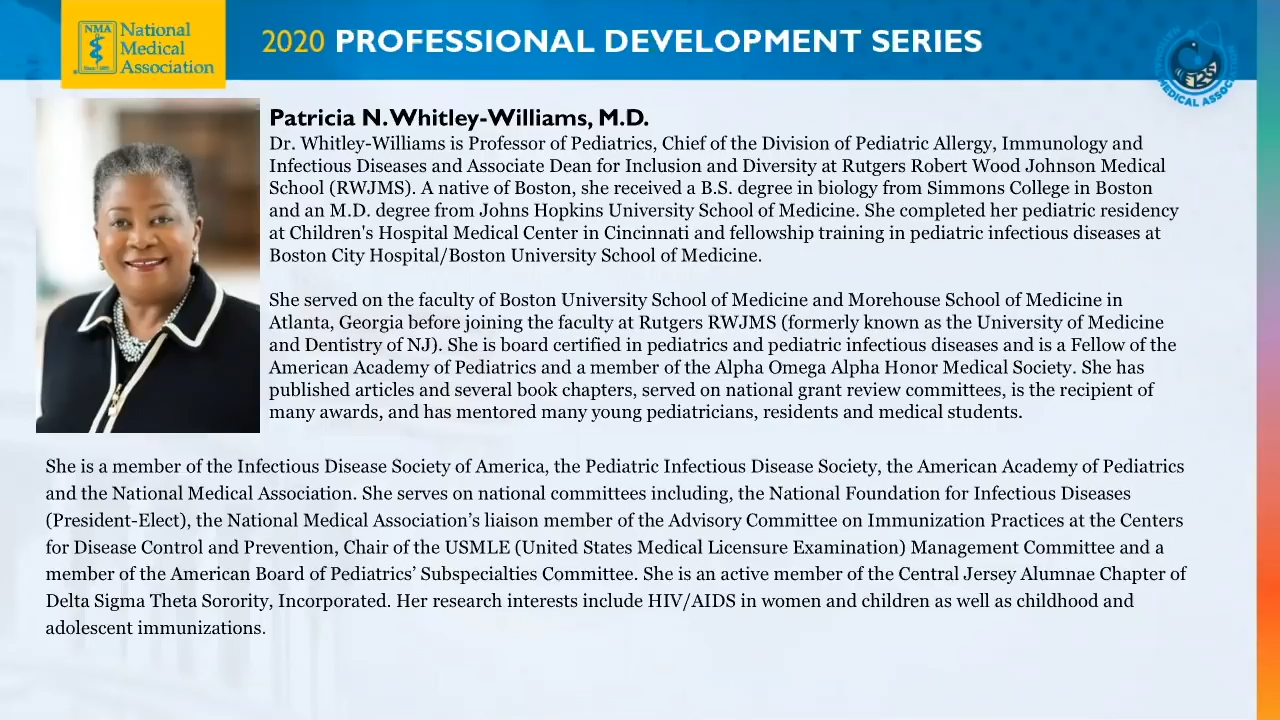 NMA
National
Medical
Association
Since 1895
2020 PROFESSIONAL DEVELOPMENT SERIES
125
MEDICAL ASSOC
Patricia N. Whitley-Williams, M.D.
Dr. Whitley-Williams is Professor of Pediatrics, Chief of the Division of Pediatric Allergy, Immunology and
Infectious Diseases and Associate Dean for Inclusion and Diversity at Rutgers Robert Wood Johnson Medical
School (RWJMS). A native of Boston, she received a B.S. degree in biology from Simmons College in Boston
and an M.D. degree from Johns Hopkins University School of Medicine. She completed her pediatric residency
at Children's Hospital Medical Center in Cincinnati and fellowship training in pediatric infectious diseases at
Boston City Hospital/Boston University School of Medicine.
She served on the faculty of Boston University School of Medicine and Morehouse School of Medicine in
Atlanta, Georgia before joining the faculty at Rutgers RWJMS (formerly known as the University of Medicine
and Dentistry of NJ). She is board certified in pediatrics and pediatric infectious diseases and is a Fellow of the
American Academy of Pediatrics and a member of the Alpha Omega Alpha Honor Medical Society. She has
published articles and several book chapters, served on national grant review committees, is the recipient of
many awards, and has mentored many young pediatricians, residents and medical students.
She is a member of the Infectious Disease Society of America, the Pediatric Infectious Disease Society, the American Academy of Pediatrics
and the National Medical Association. She serves on national committees including, the National Foundation for Infectious Diseases
(President-Elect), the National Medical Association’s liaison member of the Advisory Committee on Immunization Practices at the Centers
for Disease Control and Prevention, Chair of the USMLE (United States Medical Licensure Examination) Management Committee and a
member of the American Board of Pediatrics’ Subspecialties Committee. She is an active member of the Central Jersey Alumnae Chapter of
Delta Sigma Theta Sorority, Incorporated. Her research interests include HIV/AIDS in women and children as well as childhood and
adolescent immunizations.